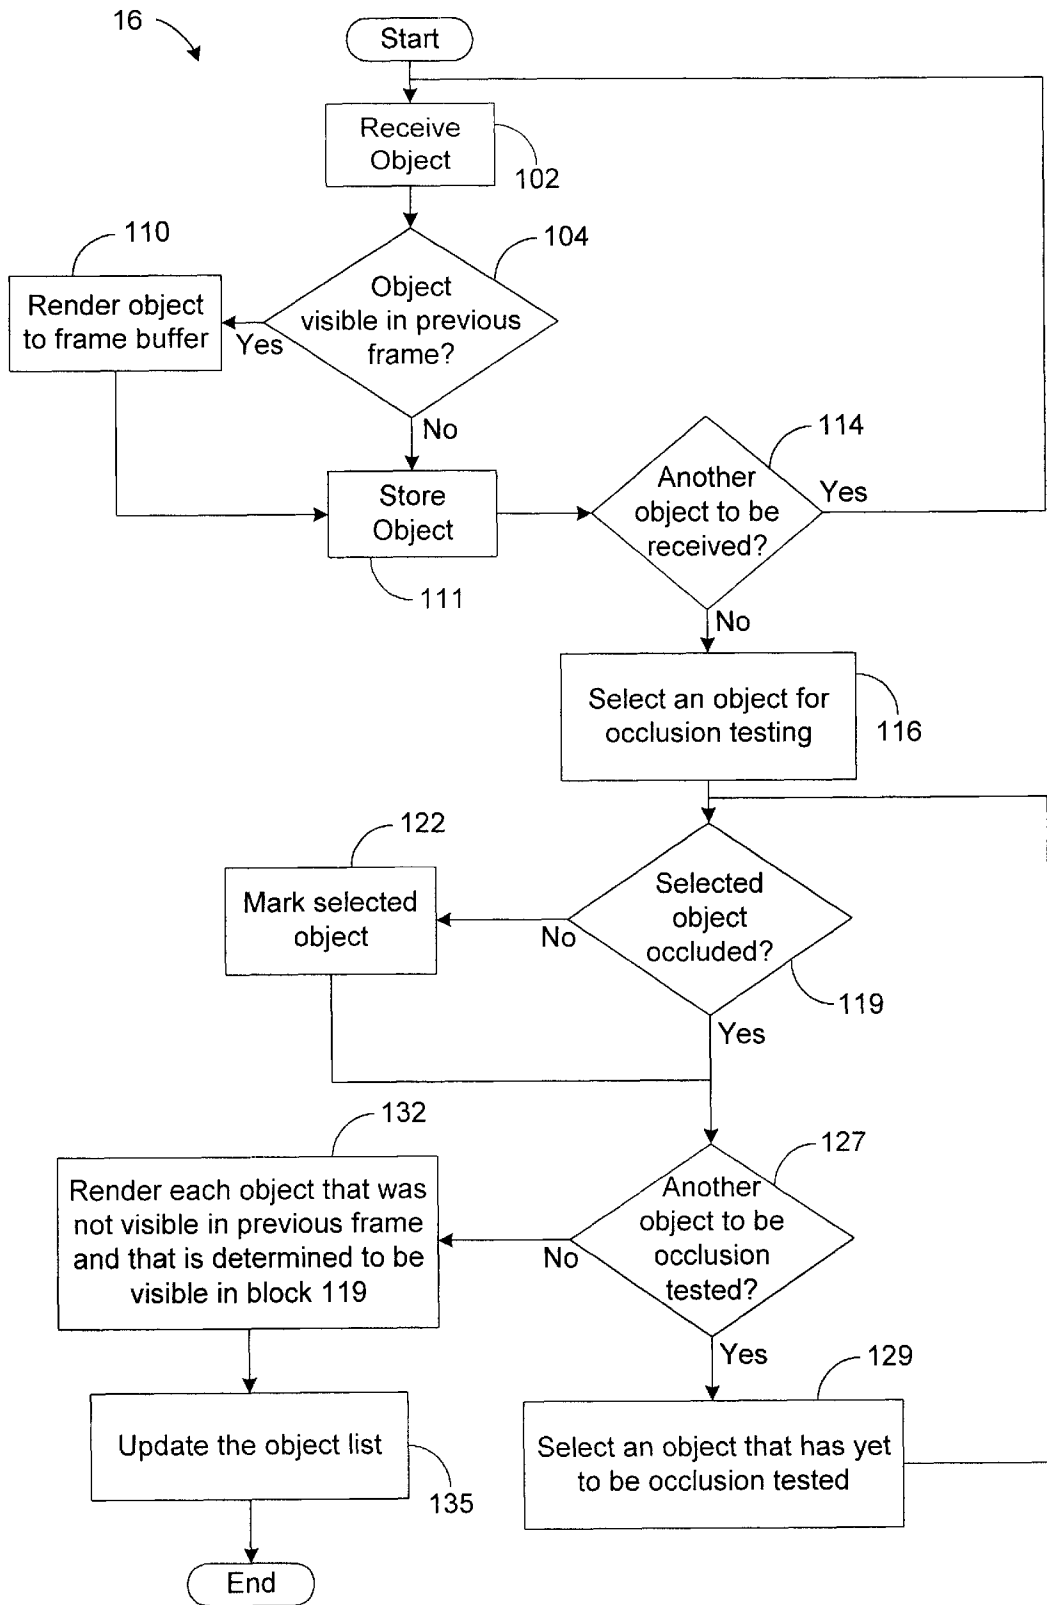 16
Start
Receive
Object
102
110
104
Render object
to frame buffer
Object
visible in previous
frame?
Yes
No
114
Store
Object
Another
object to be
received?
Yes
111
No
Select an object for
occlusion testing
116
122
Mark selected
object
Selected
object
occluded?
No
119
Yes
132
127
Render each object that was
not visible in previous frame
and that is determined to be
visible in block 119
Another
object to be
occlusion
tested?
No
Yes
129
Update the object list
Select an object that has yet
to be occlusion tested
135
End